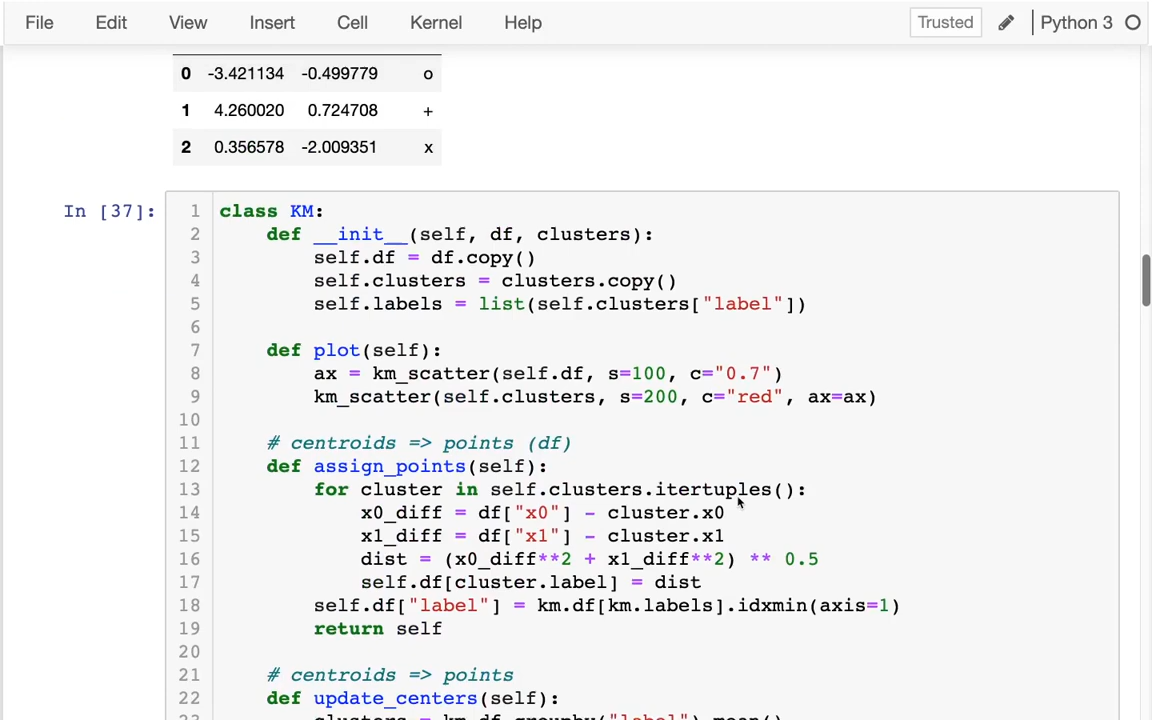 File Edit View Insert Cell Kernel Help Trusted Python 3
0 -3.421134 -0.499779 o
1 4.260020 0.724708 +
2 0.356578 -2.009351 x
In [37]:
1 class KM:
2 def __init__(self, df, clusters):
3 self.df = df.copy()
4 self.clusters = clusters.copy()
5 self.labels = list(self.clusters["label"])
6
7 def plot(self):
8 ax = km_scatter(self.df, s=100, c="0.7")
9 km_scatter(self.clusters, s=200, c="red", ax=ax)
10
11 # centroids => points (df)
12 def assign_points(self):
13 for cluster in self.clusters.itertuples():
14 x0_diff = df["x0"] - cluster.x0
15 x1_diff = df["x1"] - cluster.x1
16 dist = (x0_diff**2 + x1_diff**2) ** 0.5
17 self.df[cluster.label] = dist
18 self.df["label"] = km.df[km.labels].idxmin(axis=1)
19 return self
20
21 # centroids => points
22 def update_centers(self):
23 clusters = km.df.groupby("label").mean()